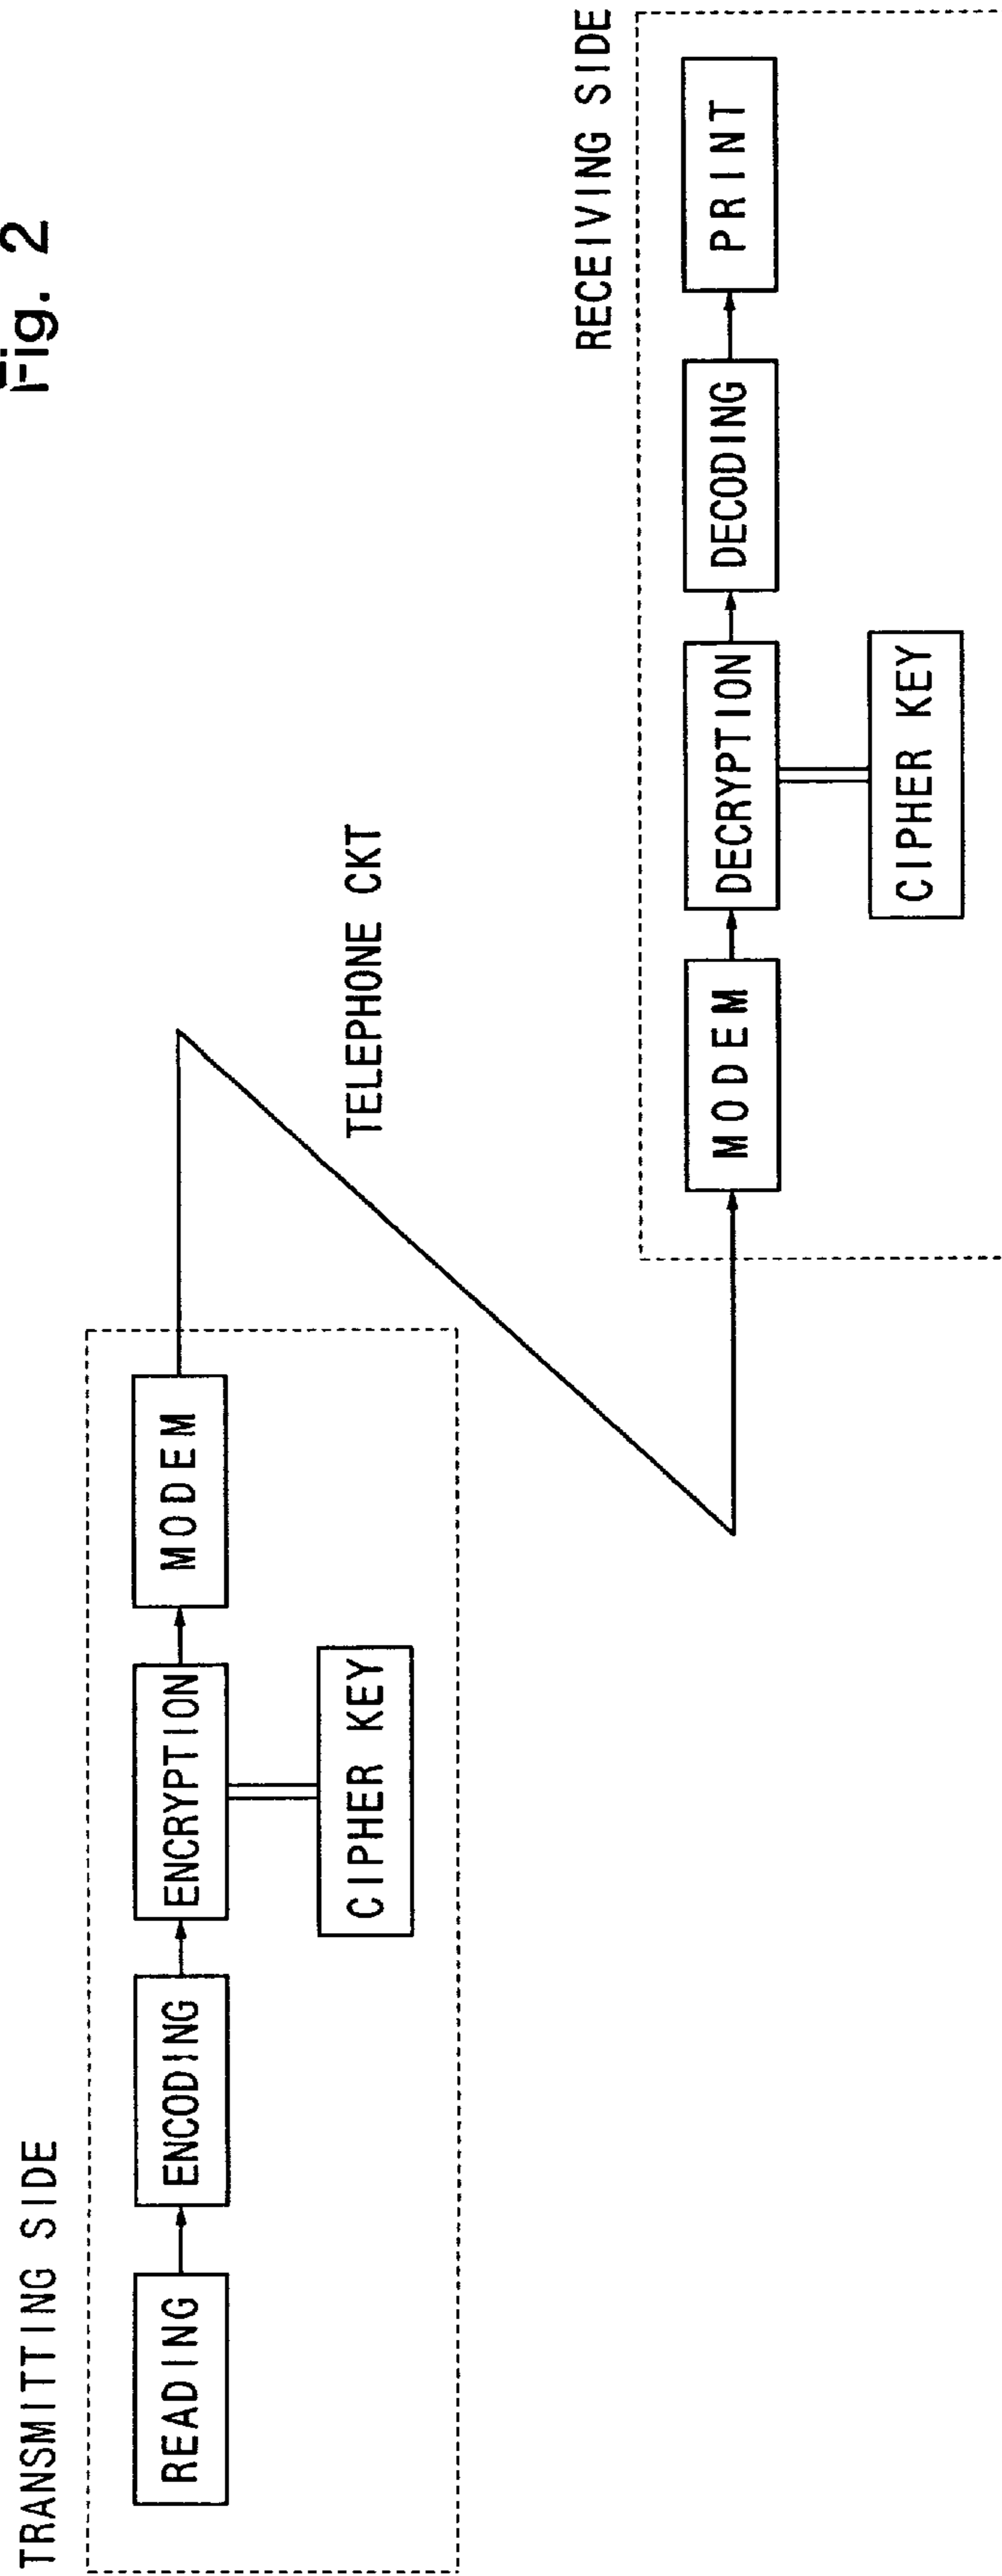 Fig. 2
TRANSMITTING SIDE
READING
ENCODING
ENCRYPTION
MODEM
CIPHER KEY
TELEPHONE CKT
RECEIVING SIDE
MODEM
DECRYPTION
DECODING
PRINT
CIPHER KEY